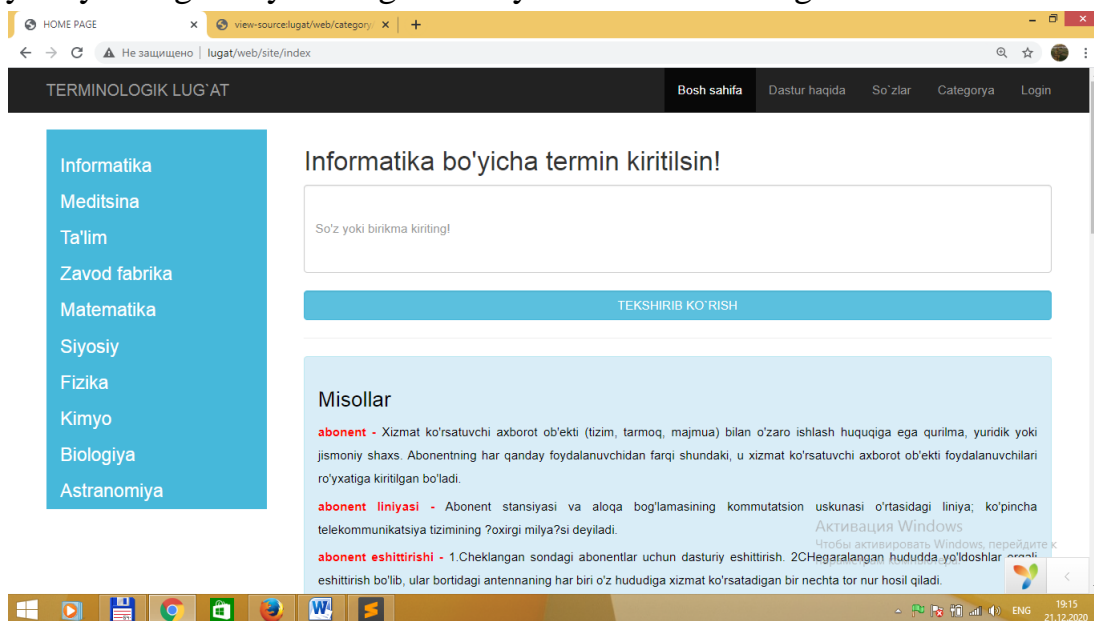 HOME PAGE
view-source:lugat/web/category/
Не защищено | lugat/web/site/index
TERMINOLOGIK LUG`AT
Bosh sahifa Dastur haqida So`zlar Categorya Login
Informatika
Meditsina
Ta'lim
Zavod fabrika
Matematika
Siyosiy
Fizika
Kimyo
Biologiya
Astranomiya
Informatika bo'yicha termin kiritilsin!
So'z yoki birikma kiriting!
TEKSHIRIB KO`RISH
Misollar
abonent - Xizmat ko'rsatuvchi axborot ob'ekti (tizim, tarmoq, majmua) bilan o'zaro ishlash huquqiga ega qurilma, yuridik yoki
jismoniy shaxs. Abonentning har qanday foydalanuvchidan farqi shundaki, u xizmat ko'rsatuvchi axborot ob'ekti foydalanuvchilari
ro'yxatiga kiritilgan bo'ladi.
abonent liniyasi - Abonent stansiyasi va aloqa bog'lamasining kommutatsion uskunasi o'rtasidagi liniya; ko'pincha
telekommunikatsiya tizimining ?oxirgi milya?si deyiladi.
abonent eshittirishi - 1.Cheklangan sondagi abonentlar uchun dasturiy eshittirish. 2CHegaralangan hududda yo'ldoshlar orqali
eshittirish bo'lib, ular bortidagi antennaning har biri o'z hududiga xizmat ko'rsatadigan bir nechta tor nur hosil qiladi.
Активация Windows
Чтобы активировать Windows, перейдите к
ENG
19:15
21.12.2020